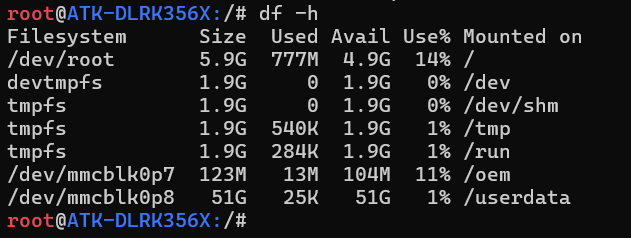 root@ATK-DLRK356X:/# df -h
Filesystem      Size  Used Avail Use% Mounted on
/dev/root       5.9G  777M  4.9G  14% /
devtmpfs        1.9G     0  1.9G   0% /dev
tmpfs           1.9G     0  1.9G   0% /dev/shm
tmpfs           1.9G  540K  1.9G   1% /tmp
tmpfs           1.9G  284K  1.9G   1% /run
/dev/mmcblk0p7  123M   13M  104M  11% /oem
/dev/mmcblk0p8   51G   25K   51G   1% /userdata
root@ATK-DLRK356X:/#